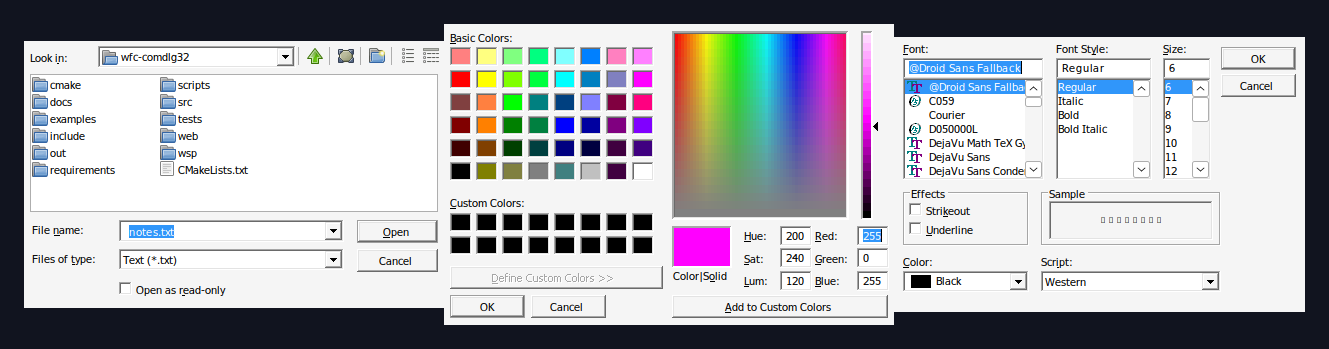 Look in:
wfc-comdlg32
cmake
docs
examples
include
out
requirements
scripts
src
tests
web
wsp
CMakeLists.txt
File name:
notes.txt
Open
Files of type:
Text (*.txt)
Cancel
Open as read-only
Basic Colors:
Custom Colors:
Define Custom Colors >>
OK
Cancel
Color|Solid
Hue:
200
Red:
255
Sat:
240
Green:
0
Lum:
120
Blue:
255
Add to Custom Colors
Font:
@Droid Sans Fallback
@Droid Sans Fallba
C059
Courier
D050000L
DejaVu Math TeX Gy
DejaVu Sans
DejaVu Sans Conde
Font Style:
Regular
Regular
Italic
Bold
Bold Italic
Size:
6
6
7
8
9
10
11
12
OK
Cancel
Effects
Strikeout
Underline
Sample
Color:
Black
Script:
Western